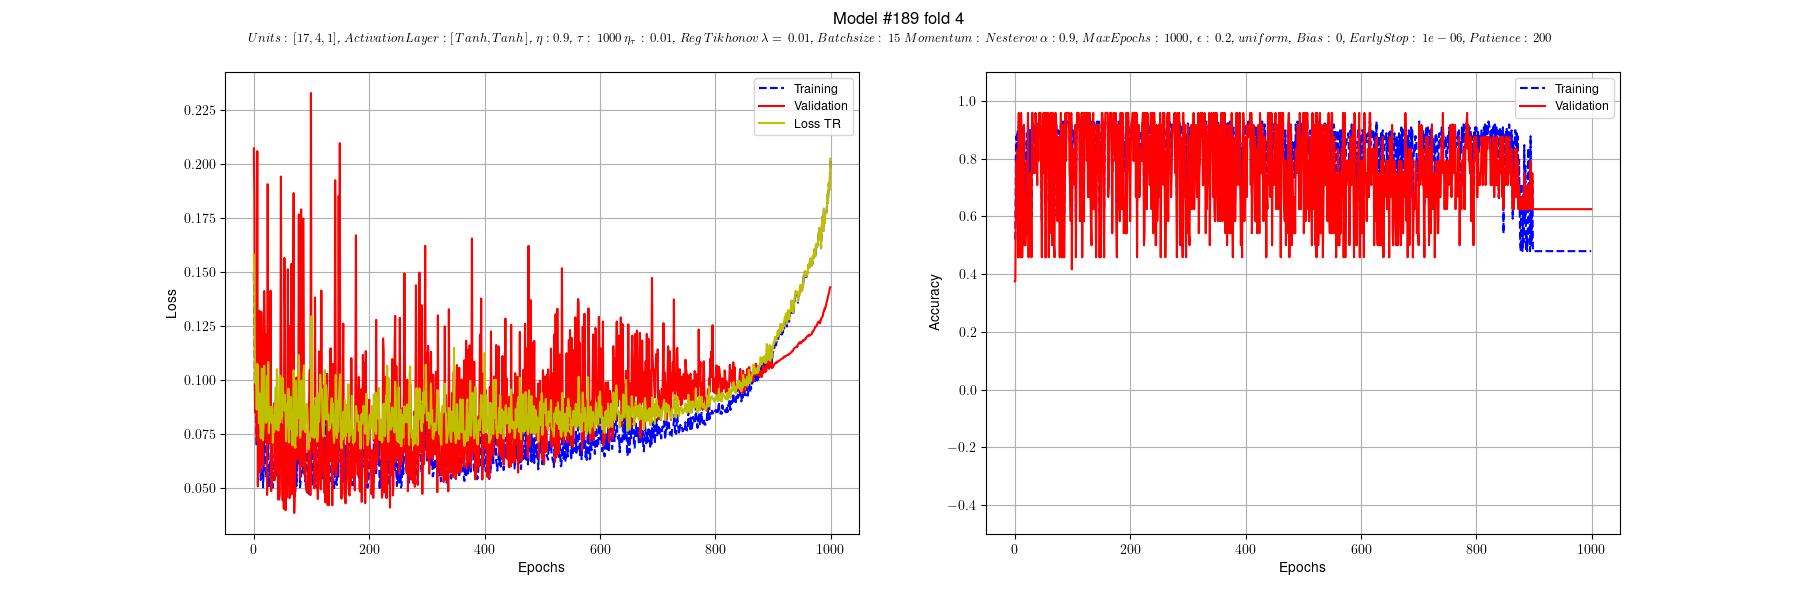 Model #189 fold 4
Units : [17, 4, 1], ActivationLayer : [Tanh, Tanh], η : 0.9, τ : 1000 η_τ : 0.01, Reg Tikhonov λ = 0.01, Batchsize : 15 Momentum : Nesterov α : 0.9, MaxEpochs : 1000, ϵ : 0.2, uniform, Bias : 0, EarlyStop : 1e − 06, Patience : 200
Training
Validation
Loss TR
0.225
0.200
0.175
0.150
0.125
0.100
0.075
0.050
Loss
0 200 400 600 800 1000
Epochs
Training
Validation
1.0
0.8
0.6
0.4
0.2
0.0
−0.2
−0.4
Accuracy
0 200 400 600 800 1000
Epochs